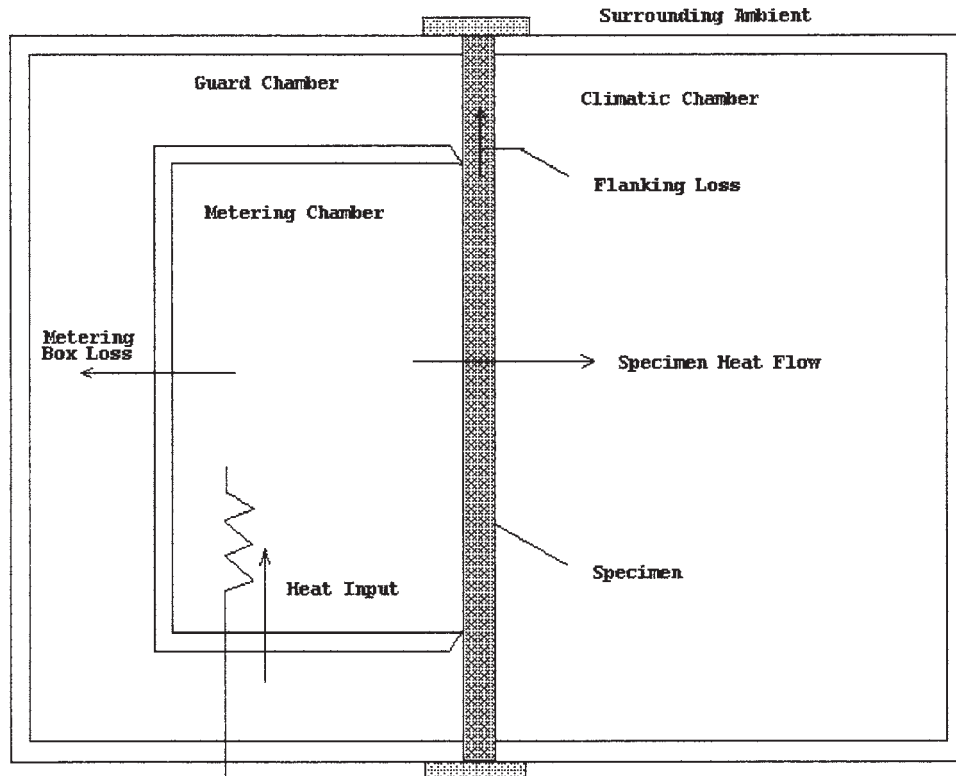 Surrounding Ambient
Guard Chamber
Climatic Chamber
Flanking Loss
Metering Chamber
Metering
Box Loss
Specimen Heat Flow
Specimen
Heat Input